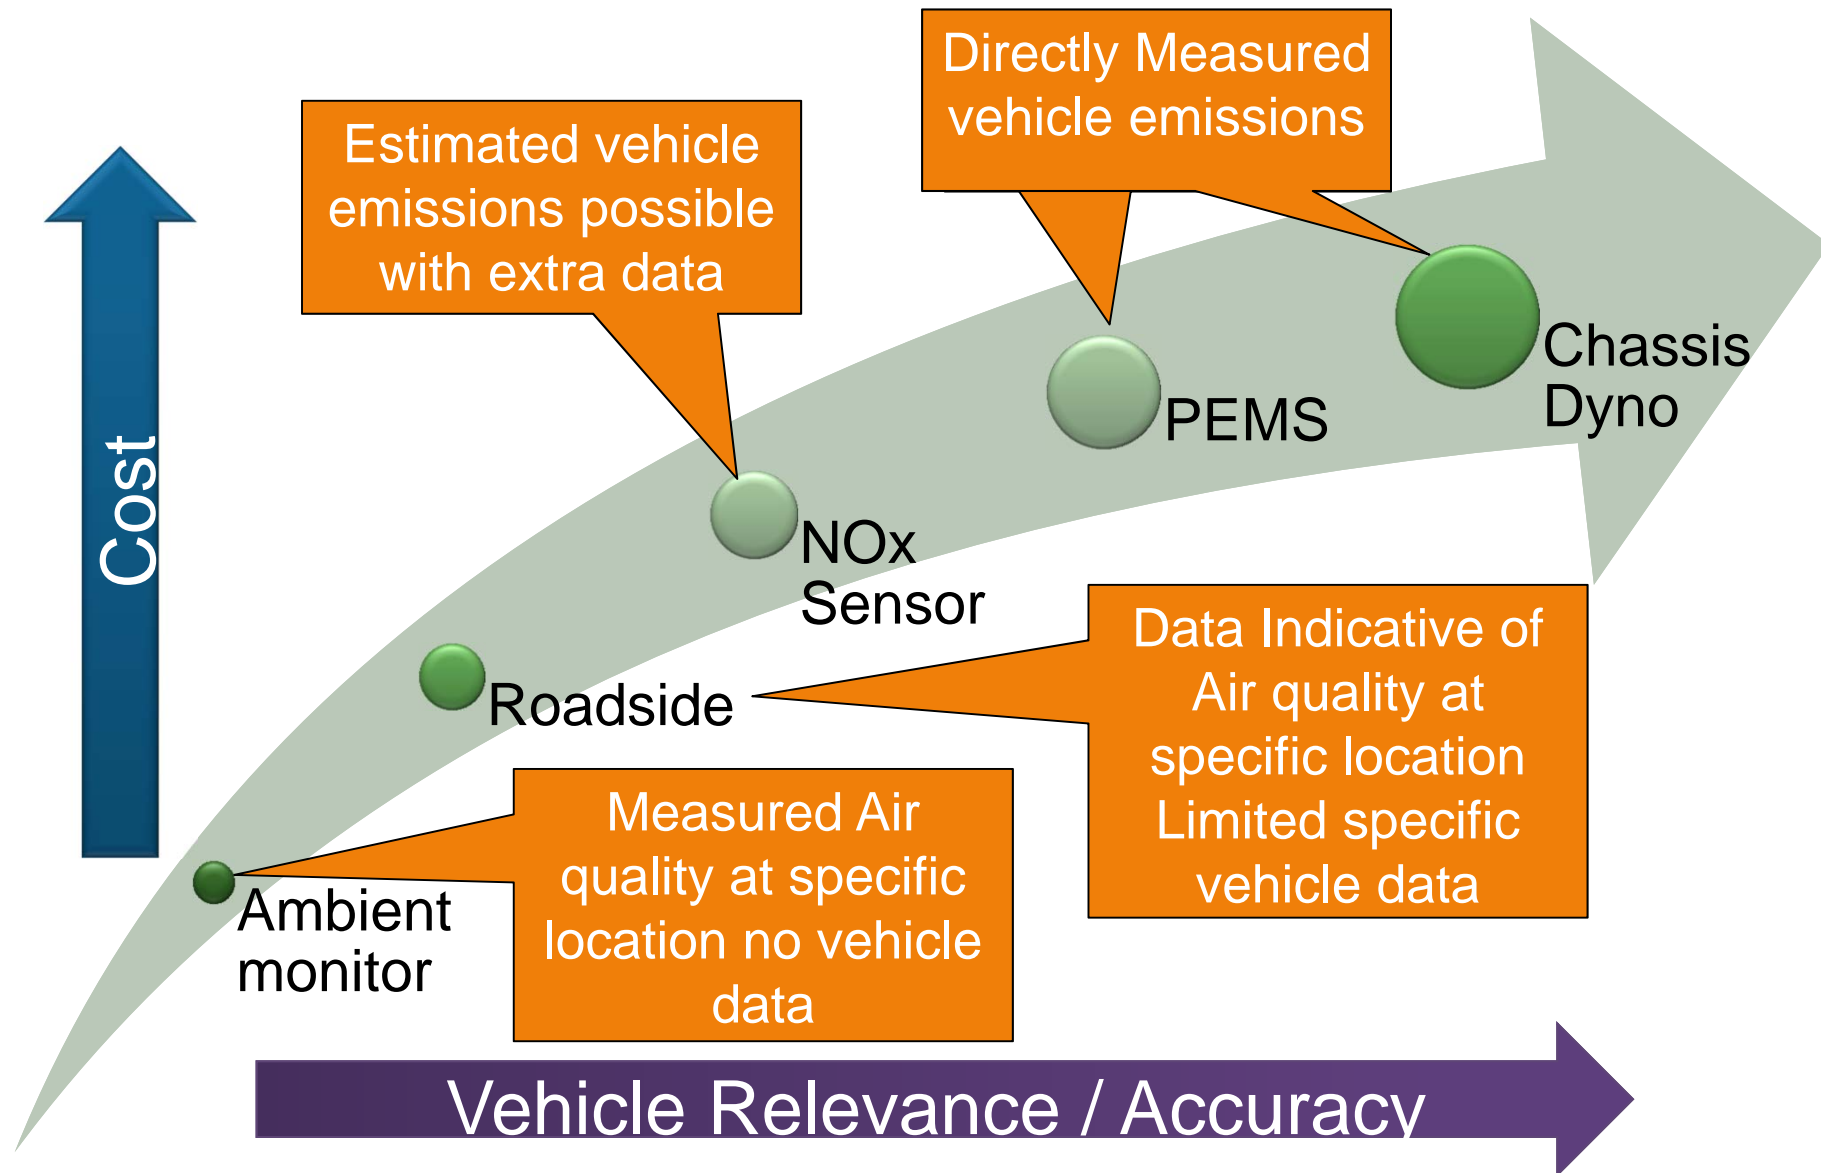 Directly Measured
vehicle emissions
Estimated vehicle
emissions possible
with extra data
Cost
Chassis
Dyno
PEMS
NOx
Sensor
Data Indicative of
Air quality at
specific location
Limited specific
vehicle data
Roadside
Measured Air
quality at specific
location no vehicle
data
Ambient
monitor
Vehicle Relevance / Accuracy